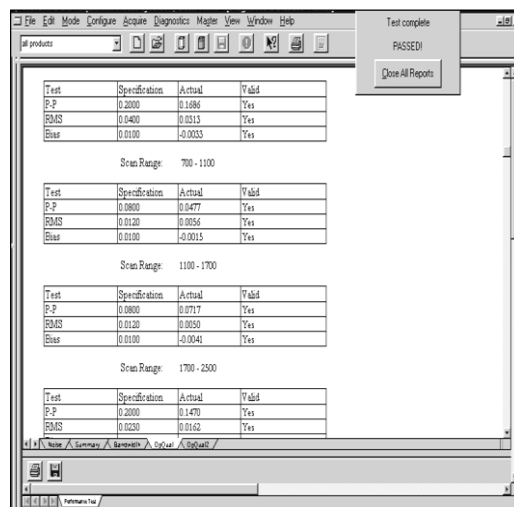 File Edit Mode Configure Acquire Diagnostics Master View Window Help
Test complete
PASSED!
Close All Reports
all products
Test Specification Actual Valid
P-P 0.2000 0.1686 Yes
RMS 0.0400 0.0313 Yes
Bias 0.0100 -0.0033 Yes
Scan Range: 700 - 1100
Test Specification Actual Valid
P-P 0.0800 0.0477 Yes
RMS 0.0120 0.0056 Yes
Bias 0.0100 -0.0015 Yes
Scan Range: 1100 - 1700
Test Specification Actual Valid
P-P 0.0800 0.0717 Yes
RMS 0.0120 0.0050 Yes
Bias 0.0100 -0.0041 Yes
Scan Range: 1700 - 2500
Test Specification Actual Valid
P-P 0.2000 0.1470 Yes
RMS 0.0230 0.0162 Yes
Noise Summary Bandwidth OpQual OpQual2
Performance Test